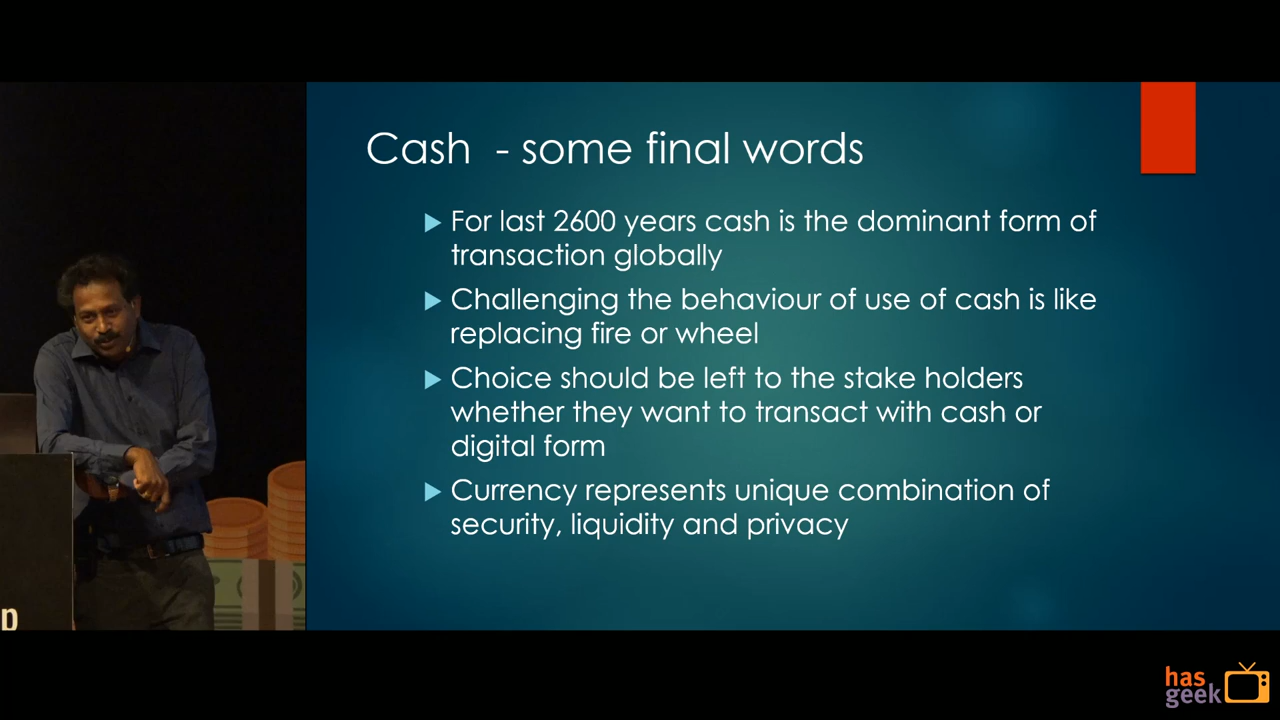 Cash - some final words
For last 2600 years cash is the dominant form of
transaction globally
Challenging the behaviour of use of cash is like
replacing fire or wheel
Choice should be left to the stake holders
whether they want to transact with cash or
digital form
Currency represents unique combination of
security, liquidity and privacy
p
has
geek